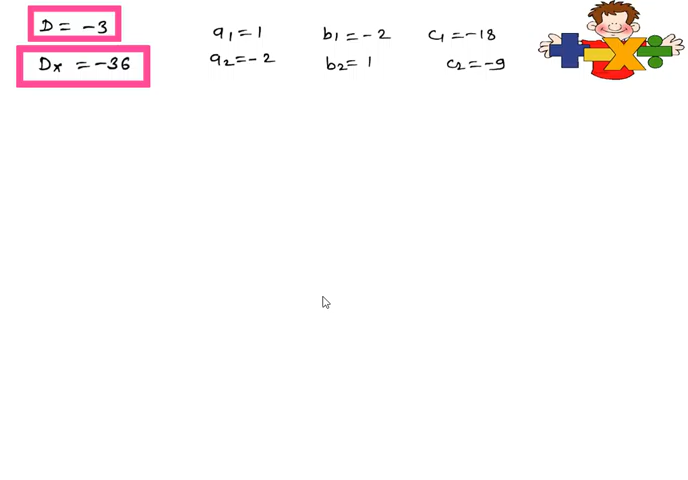 D = -3
a₁ = 1 b₁ = -2 c₁ = -18
Dx = -36
a₂ = -2 b₂ = 1 c₂ = -9